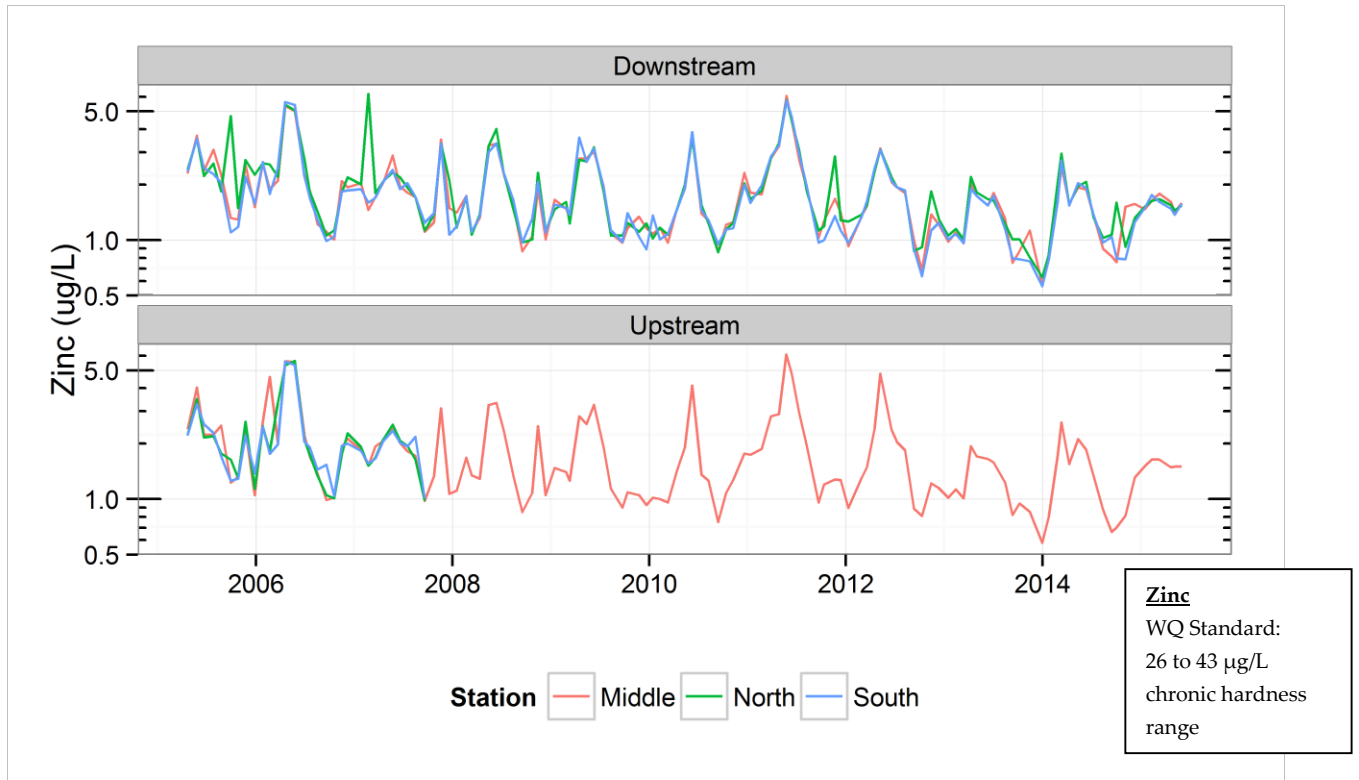 Downstream
5.0
1.0
0.5
Zinc (ug/L)
Upstream
5.0
1.0
0.5
2006 2008 2010 2012 2014
Station Middle North South
Zinc
WQ Standard:
26 to 43 µg/L
chronic hardness
range